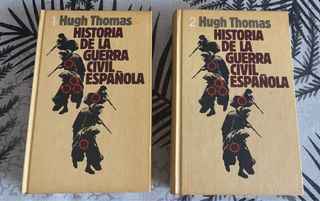 1 Hugh Thomas
HISTORIA
DE LA
GUERRA
CIVIL
ESPAÑOLA
2 Hugh Thomas
HISTORIA
DE LA
GUERRA
CIVIL
ESPAÑOLA